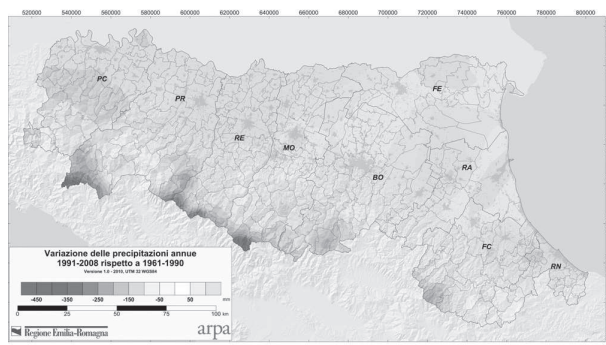 520000 540000 560000 580000 600000 620000 640000 660000 680000 700000 720000 740000 760000 780000 800000
PC
PR
RE
MO
BO
FE
RA
FC
RN
Variazione delle precipitazioni annue
1991-2008 rispetto a 1961-1990
Versione 1.0 - 2010, UTM 32 WGS84
-450 -350 -250 -150 -50 50 mm
0 25 50 75 100 km
Regione Emilia-Romagna
arpa